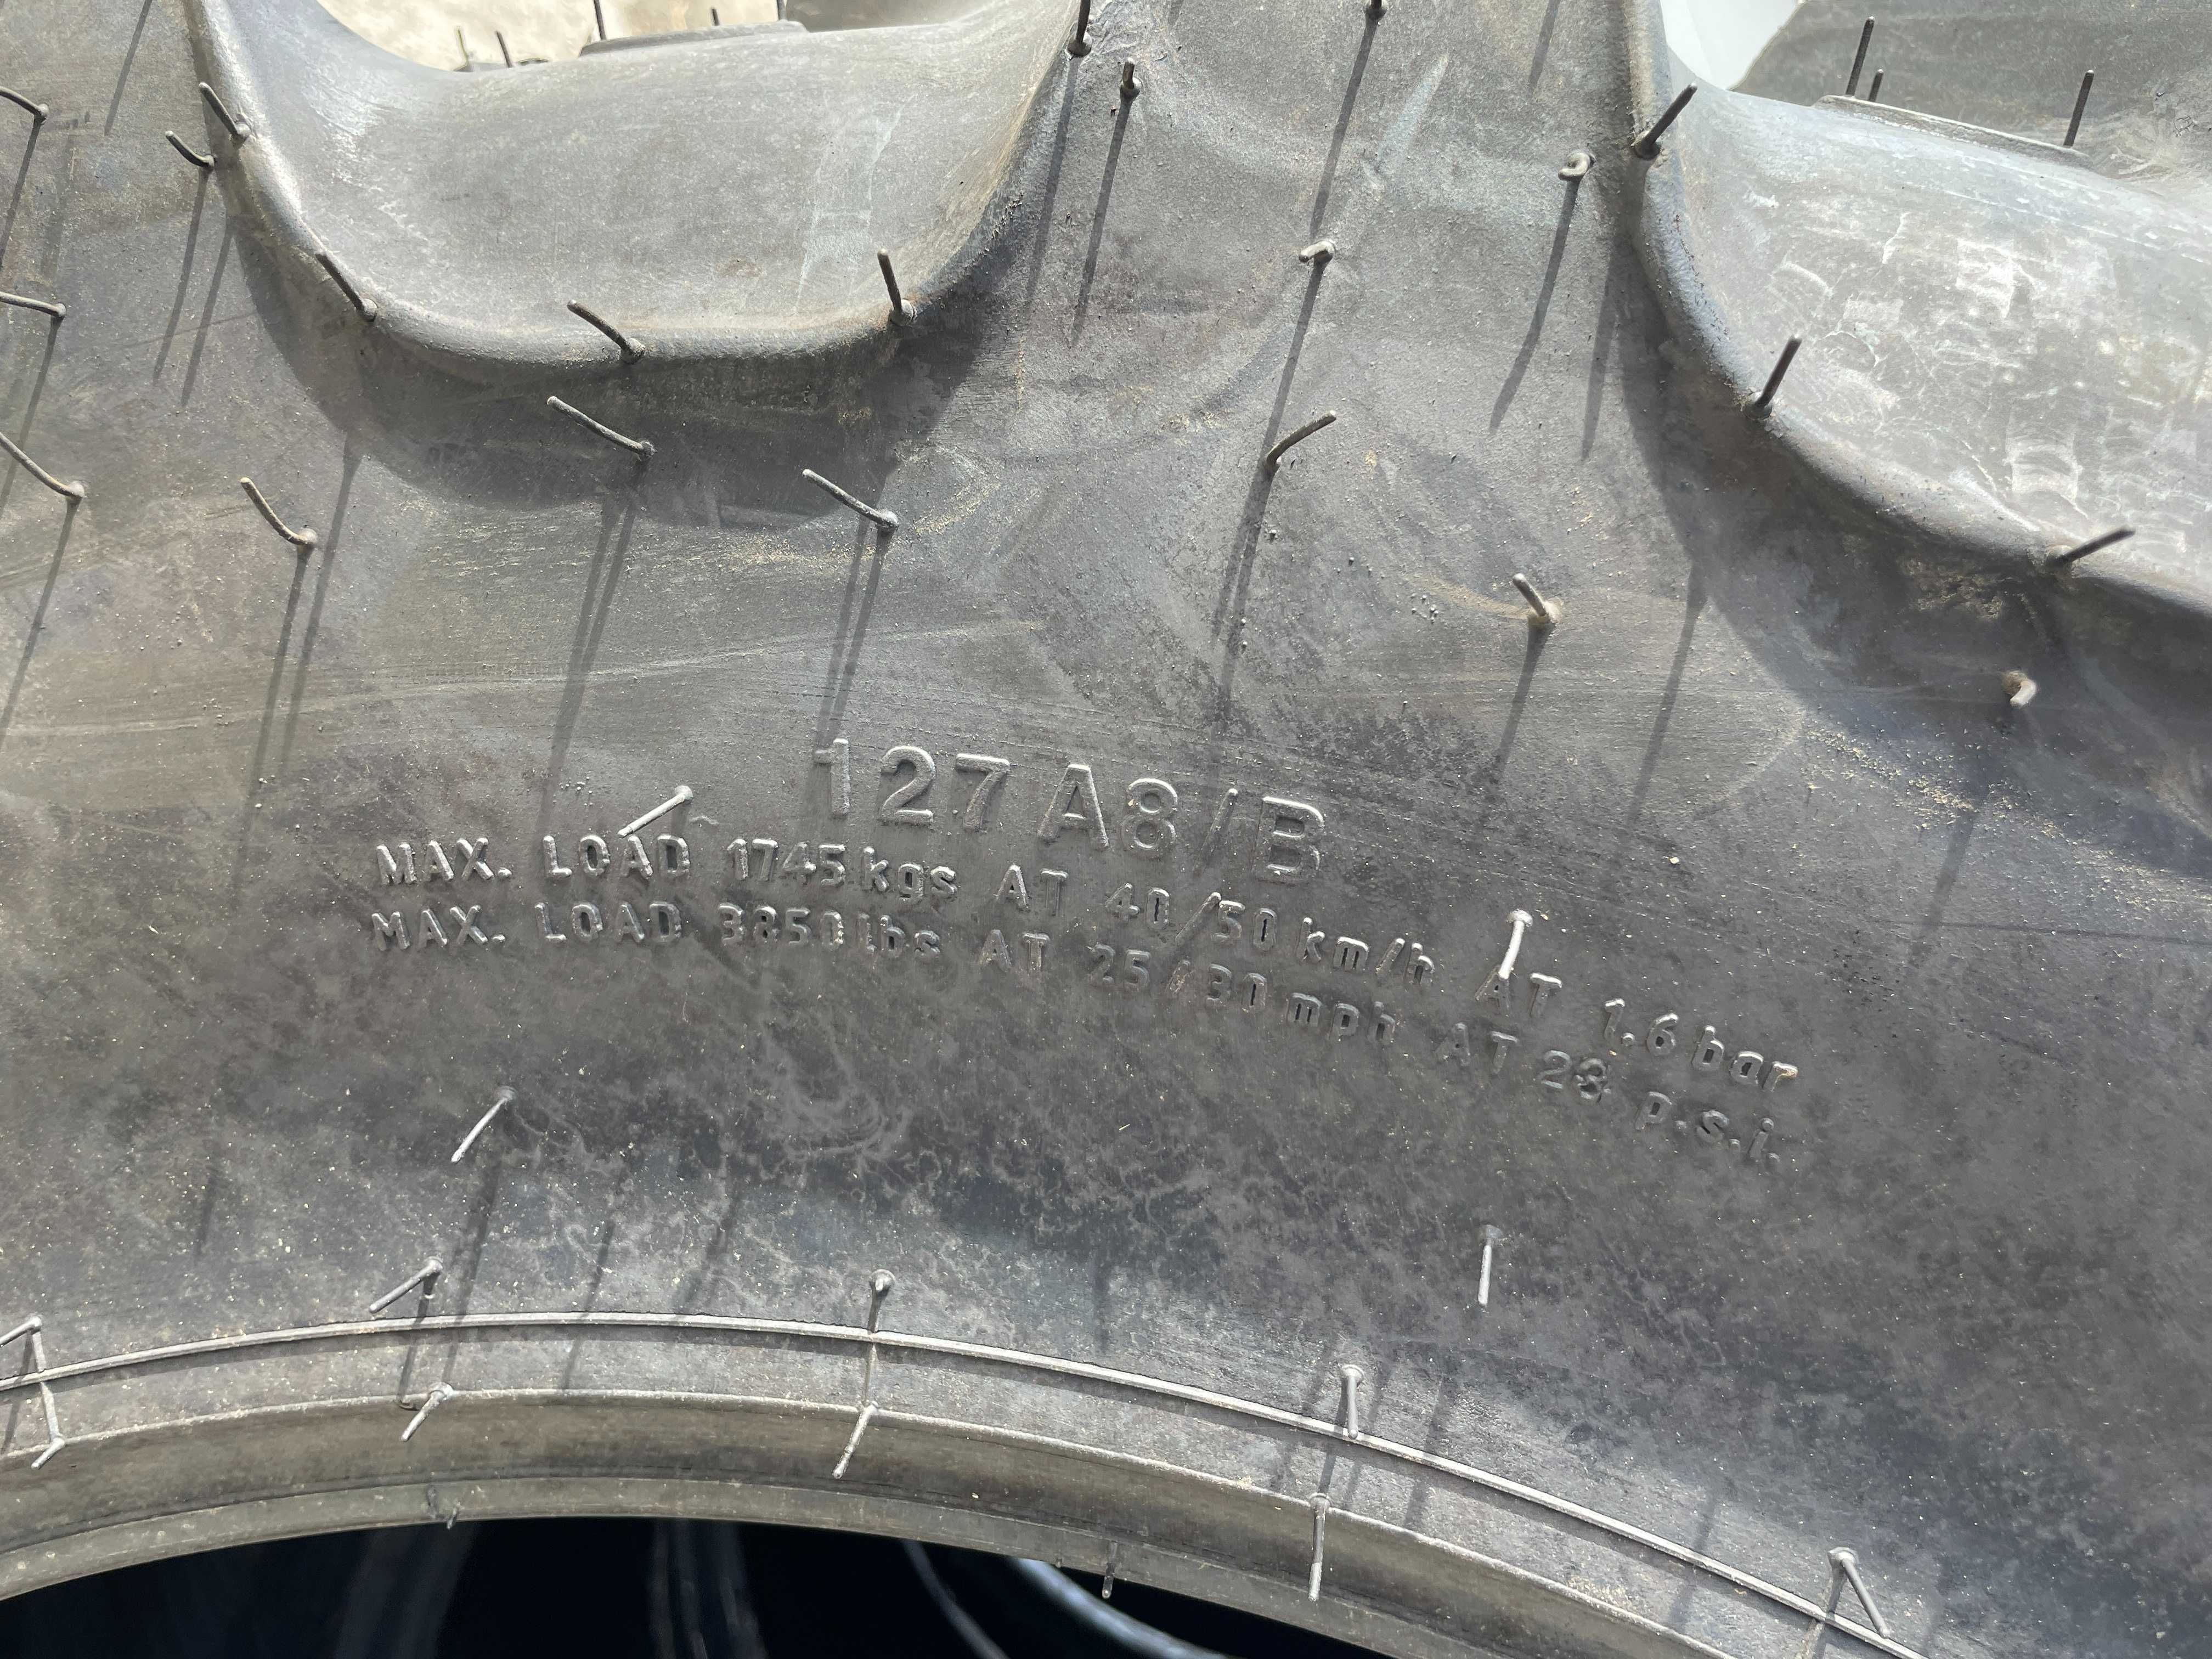 127 A8/B
MAX. LOAD 1745 kgs AT 40/50 km/h AT 1.6 bar
MAX. LOAD 3850 lbs AT 25/30 mph AT 23 p.s.i.